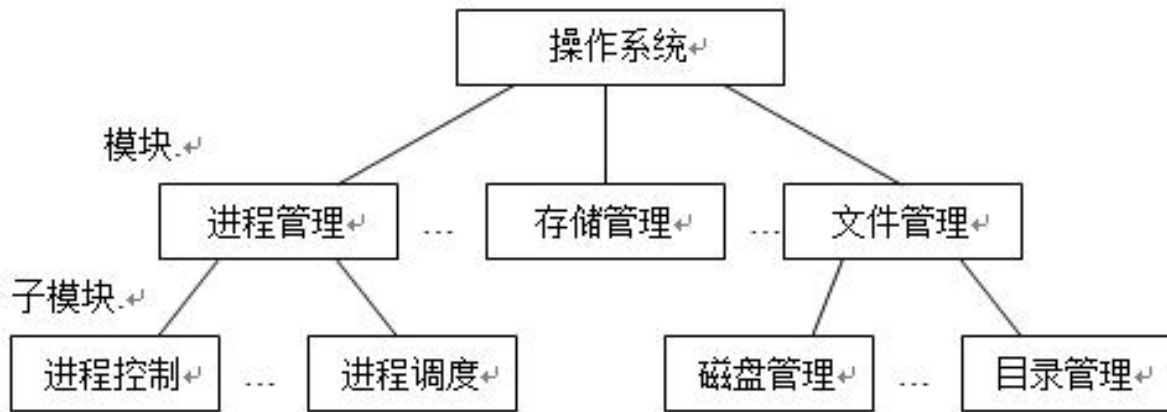 操作系统
模块.
进程管理 … 存储管理 … 文件管理
子模块.
进程控制 … 进程调度 磁盘管理 … 目录管理